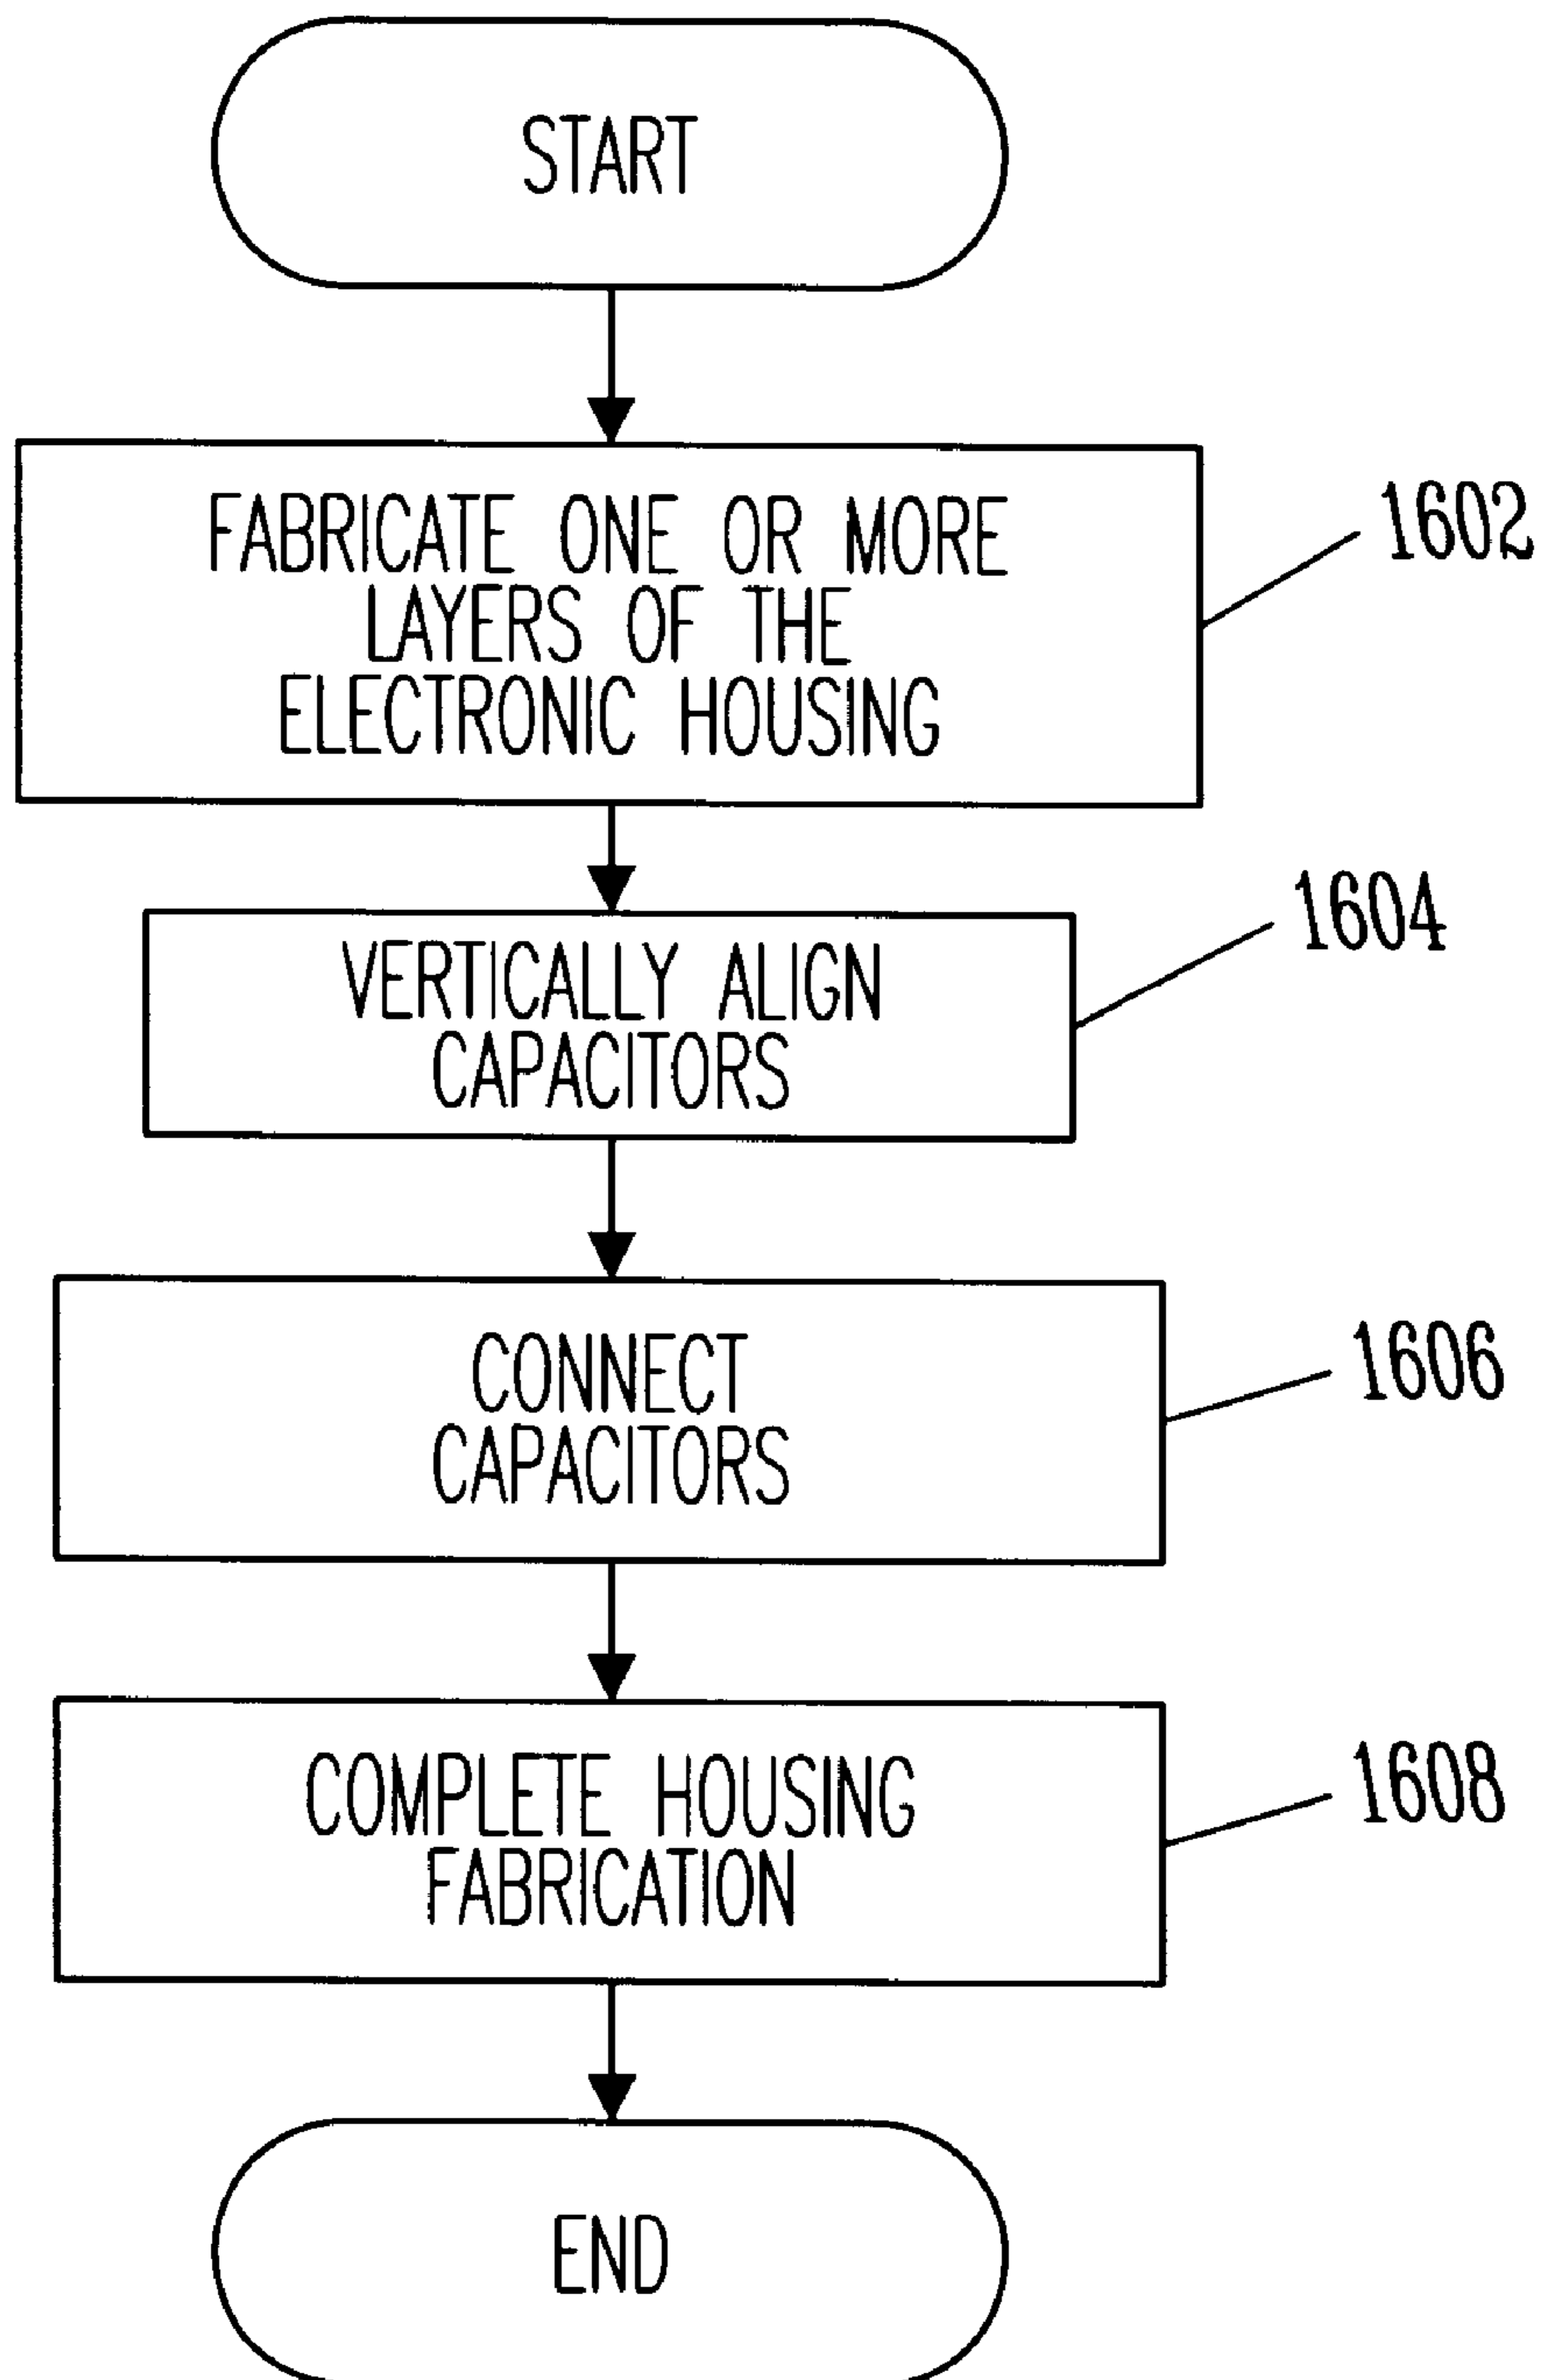 START
FABRICATE ONE OR MORE
LAYERS OF THE
ELECTRONIC HOUSING
1602
VERTICALLY ALIGN
CAPACITORS
1604
CONNECT
CAPACITORS
1606
COMPLETE HOUSING
FABRICATION
1608
END